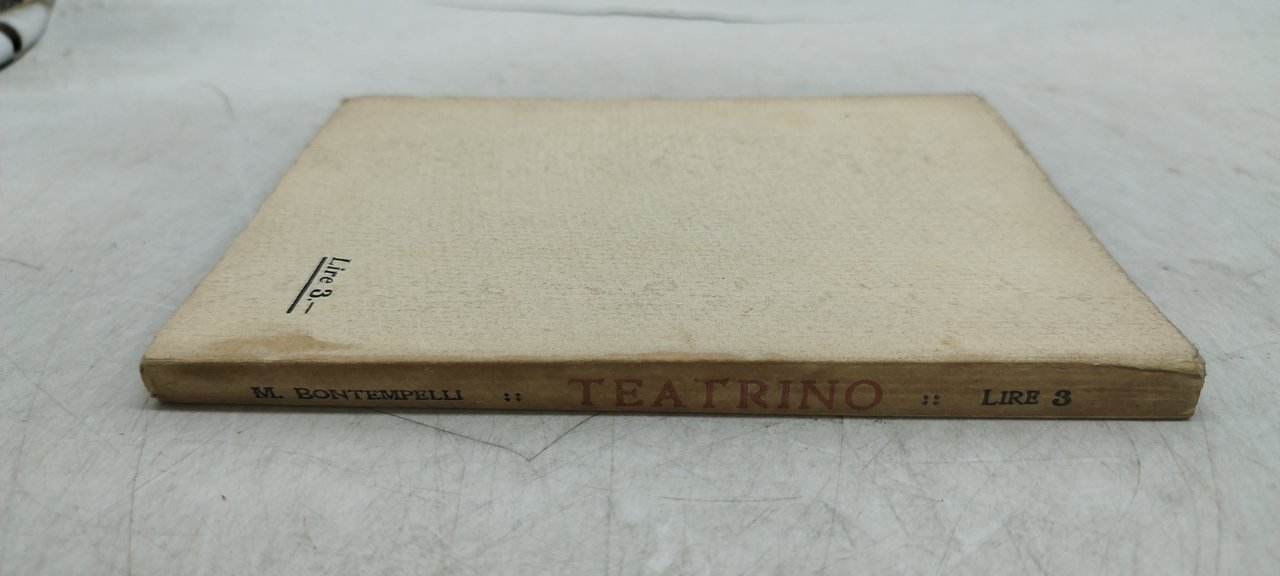 Lire 3.—
M. BONTEMPELLI :: TEATRINO :: LIRE 3